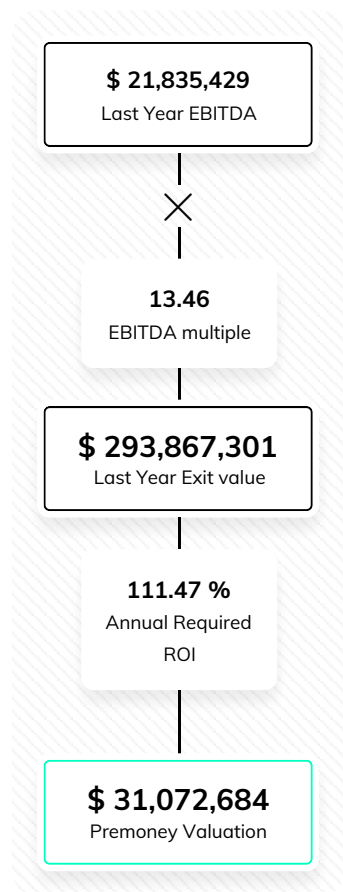 $ 21,835,429
Last Year EBITDA
13.46
EBITDA multiple
$ 293,867,301
Last Year Exit value
111.47 %
Annual Required
ROI
$ 31,072,684
Premoney Valuation